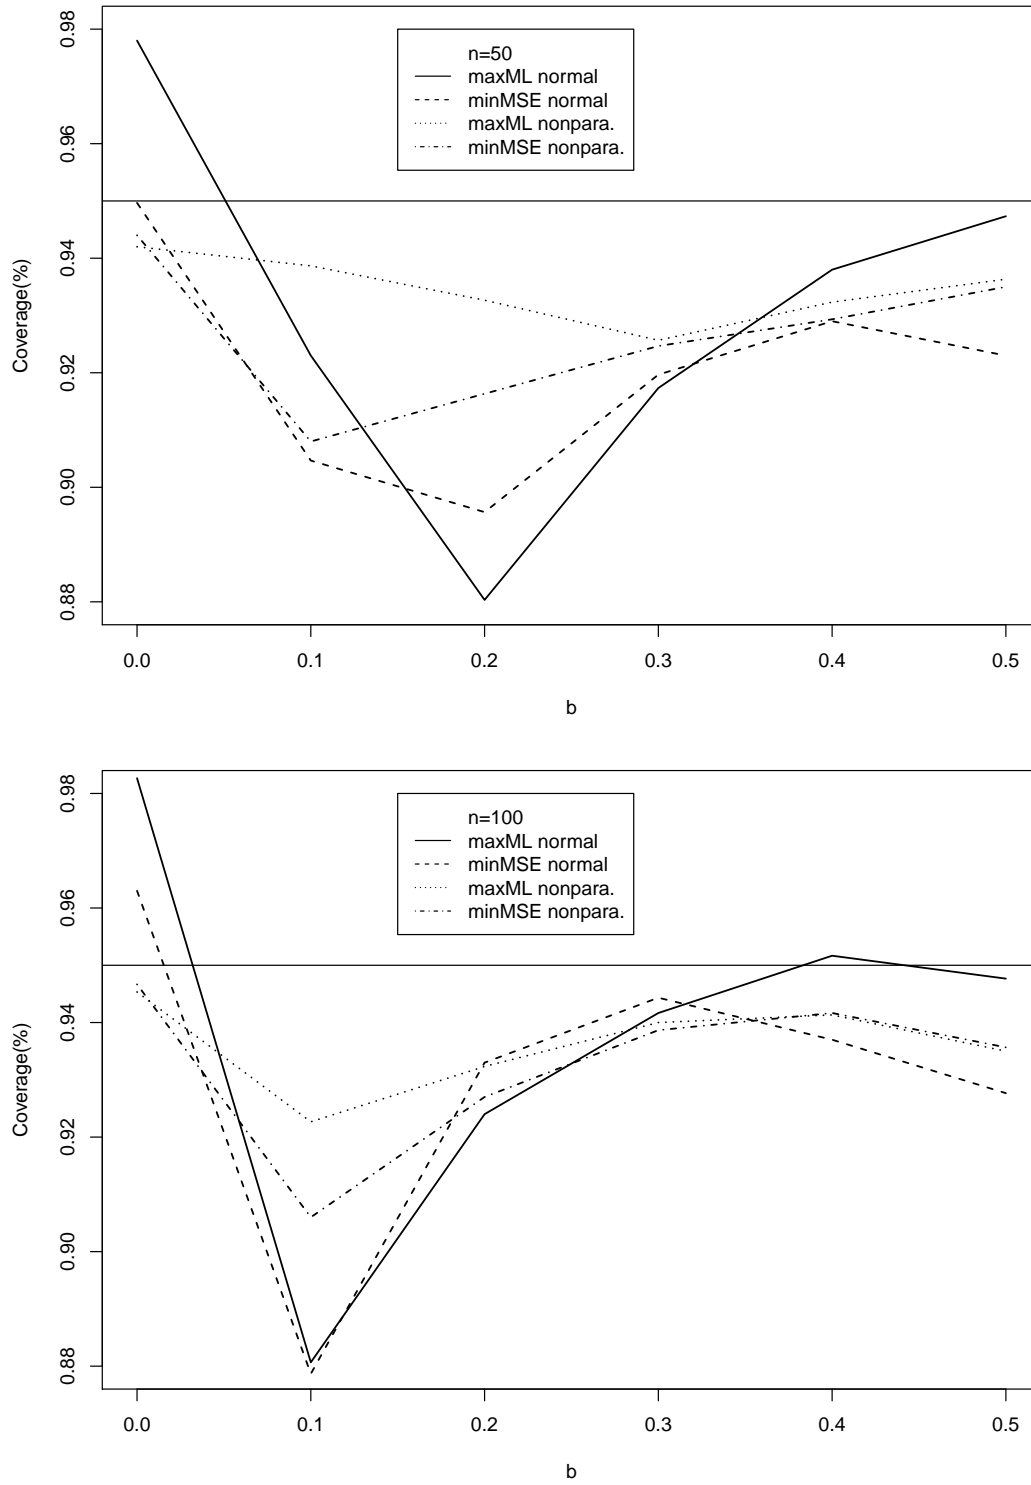 n=50
maxML normal
minMSE normal
maxML nonpara.
minMSE nonpara.
Coverage(%)
0.98
0.96
0.94
0.92
0.90
0.88
0.0 0.1 0.2 0.3 0.4 0.5
b
n=100
maxML normal
minMSE normal
maxML nonpara.
minMSE nonpara.
Coverage(%)
0.98
0.96
0.94
0.92
0.90
0.88
0.0 0.1 0.2 0.3 0.4 0.5
b